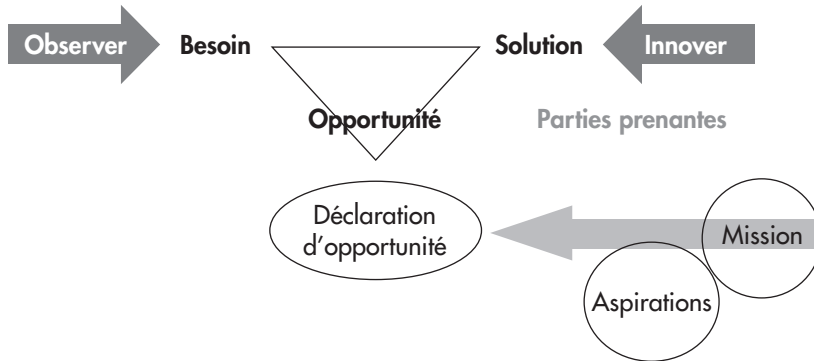 Observer Besoin Solution Innover
Opportunité Parties prenantes
Déclaration
d'opportunité
Mission
Aspirations